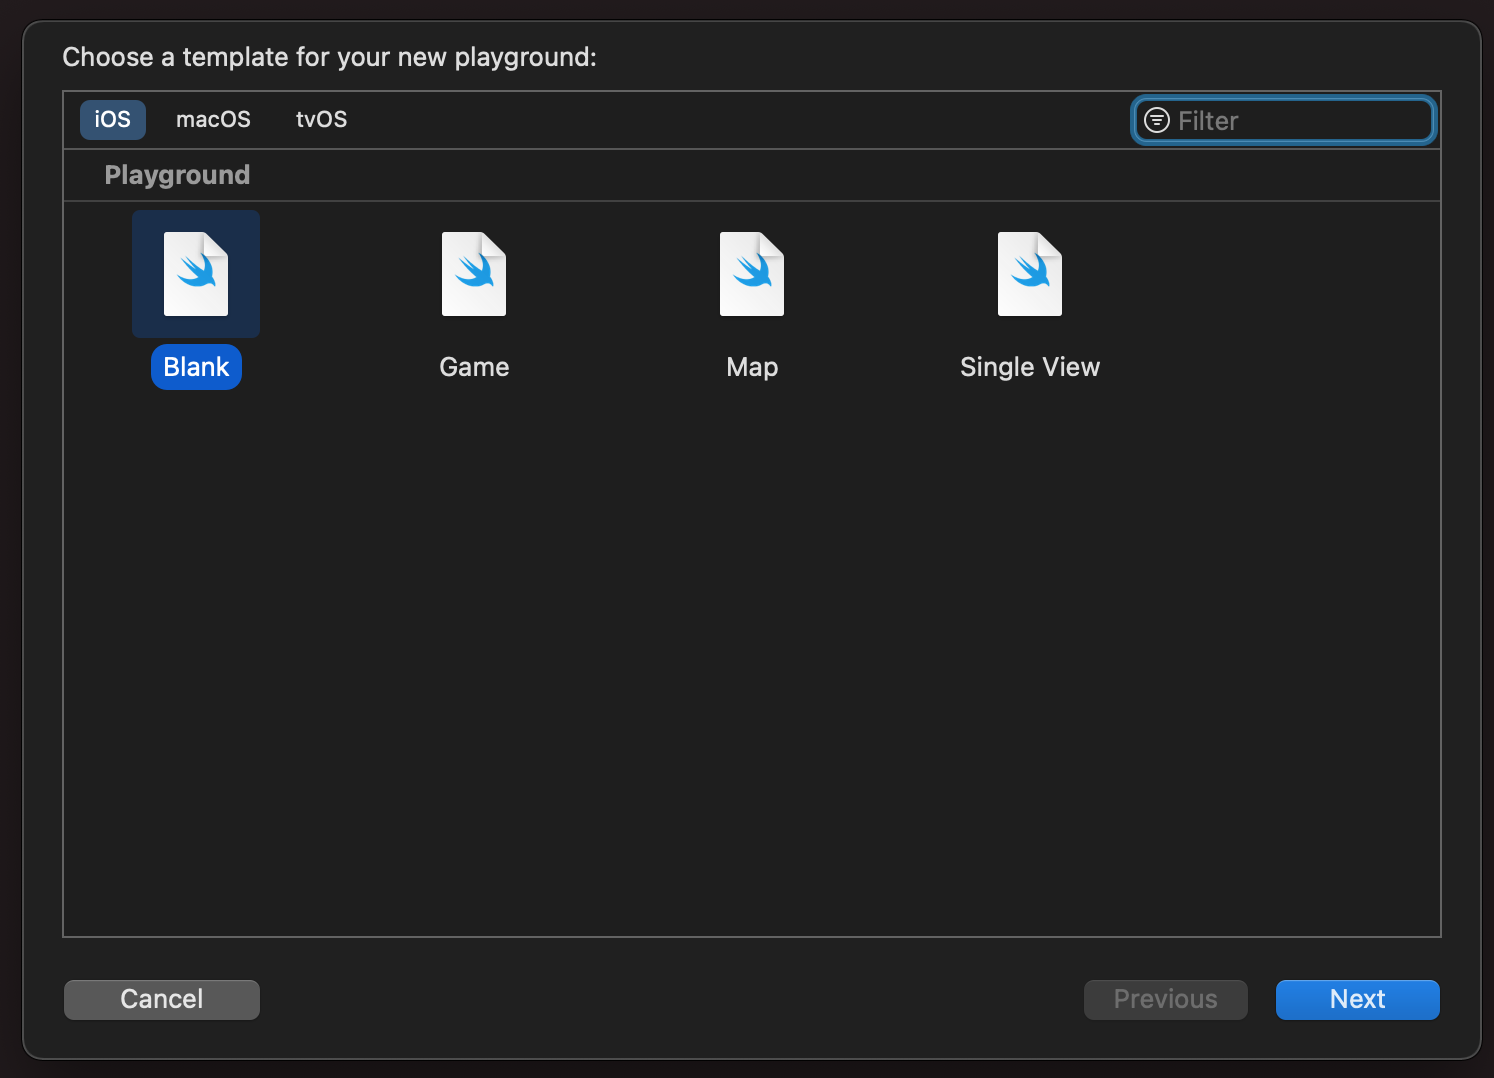 Choose a template for your new playground:
iOS macOS tvOS Filter
Playground
Blank Game Map Single View
Cancel Previous Next